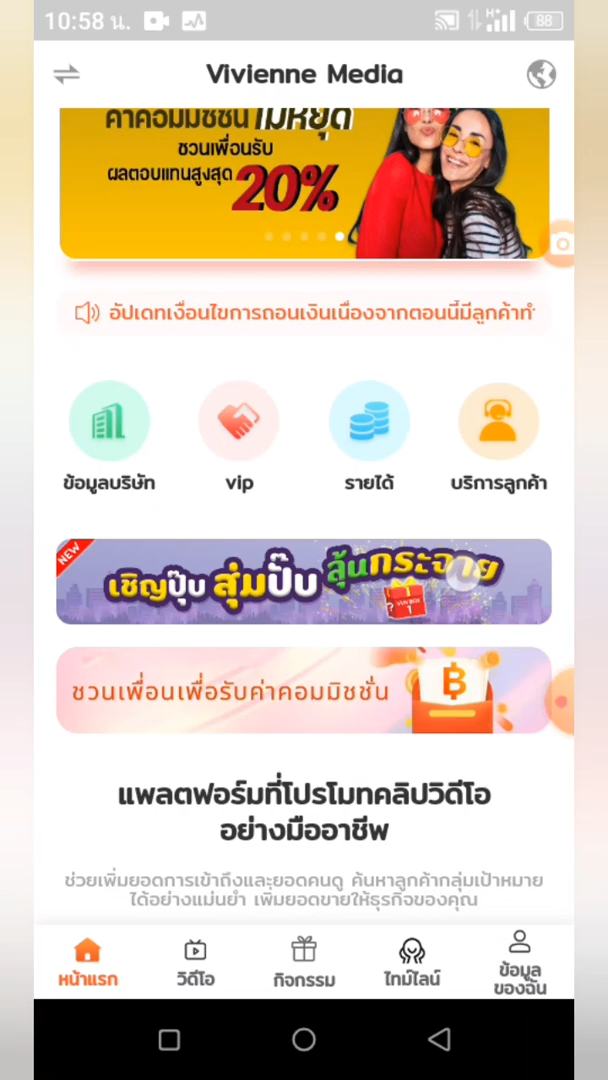 10:58 น.
H+
88
Vivienne Media
ค่าคอมมิชชั่นไม่หยุด
ชวนเพื่อนรับ
ผลตอบแทนสูงสุด 20%
อัปเดทเงื่อนไขการถอนเงินเนื่องจากตอนนี้มีลูกค้าทำ
ข้อมูลบริษัท
vip
รายได้
บริการลูกค้า
NEW
เชิญปุ๊บ สุ่มปั๊บ ลุ้นกระจาย
ชวนเพื่อนเพื่อรับค่าคอมมิชชั่น
แพลตฟอร์มที่โปรโมทคลิปวิดีโอ
อย่างมืออาชีพ
ช่วยเพิ่มยอดการเข้าถึงและยอดคนดู ค้นหาลูกค้ากลุ่มเป้าหมาย
ได้อย่างแม่นยำ เพิ่มยอดขายให้ธุรกิจของคุณ
หน้าแรก
วิดีโอ
กิจกรรม
ไทม์ไลน์
ข้อมูล
ของฉัน